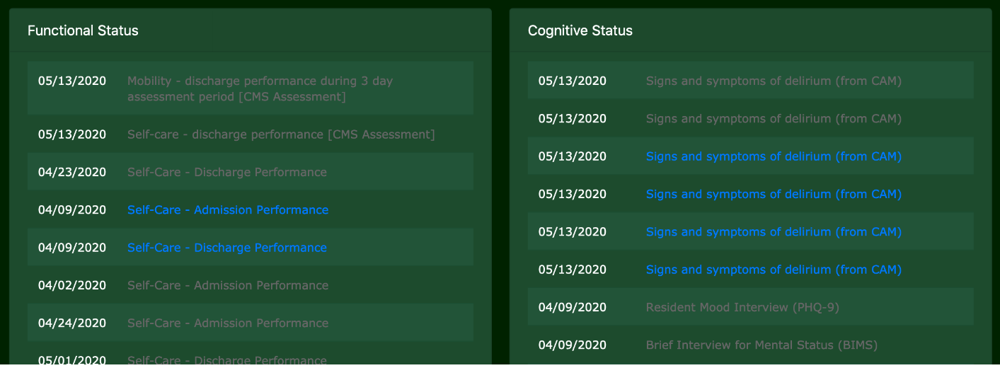 Functional Status
05/13/2020 Mobility - discharge performance during 3 day
assessment period [CMS Assessment]
05/13/2020 Self-care - discharge performance [CMS Assessment]
04/23/2020 Self-Care - Discharge Performance
04/09/2020 Self-Care - Admission Performance
04/09/2020 Self-Care - Discharge Performance
04/02/2020 Self-Care - Admission Performance
04/24/2020 Self-Care - Admission Performance
05/01/2020 Self-Care - Discharge Performance
Cognitive Status
05/13/2020 Signs and symptoms of delirium (from CAM)
05/13/2020 Signs and symptoms of delirium (from CAM)
05/13/2020 Signs and symptoms of delirium (from CAM)
05/13/2020 Signs and symptoms of delirium (from CAM)
05/13/2020 Signs and symptoms of delirium (from CAM)
05/13/2020 Signs and symptoms of delirium (from CAM)
04/09/2020 Resident Mood Interview (PHQ-9)
04/09/2020 Brief Interview for Mental Status (BIMS)